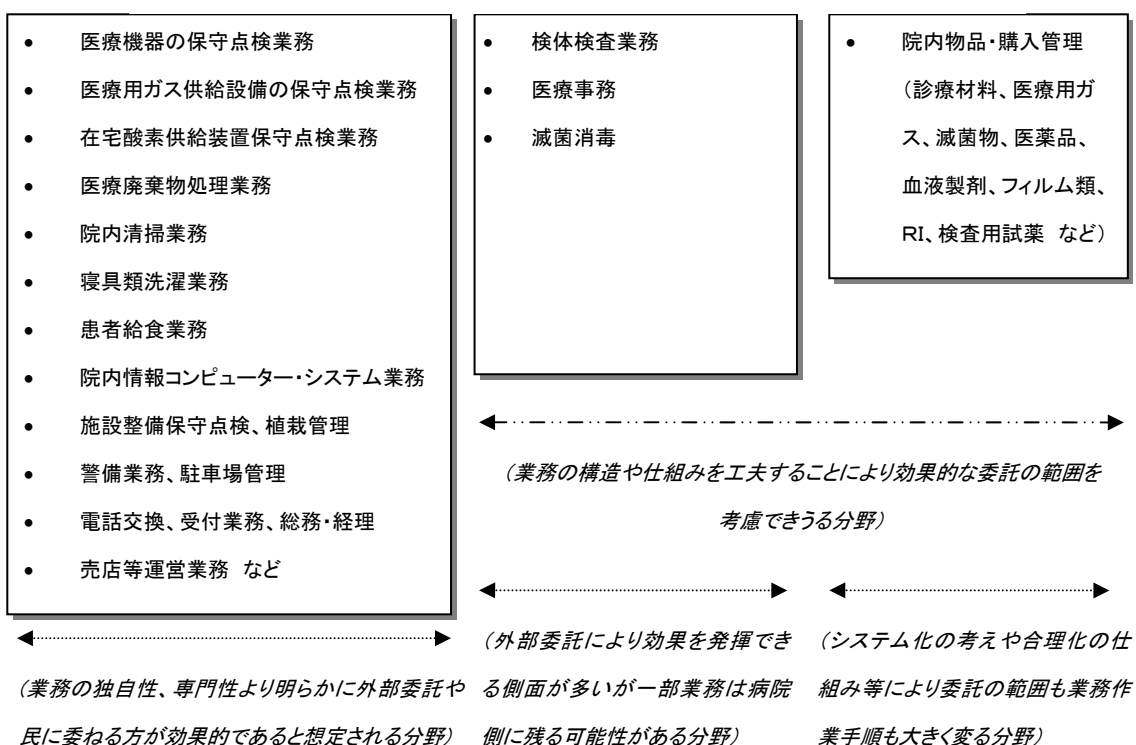 • 医療機器の保守点検業務
• 医療用ガス供給設備の保守点検業務
• 在宅酸素供給装置保守点検業務
• 医療廃棄物処理業務
• 院内清掃業務
• 寝具類洗濯業務
• 患者給食業務
• 院内情報コンピューター・システム業務
• 施設整備保守点検、植栽管理
• 警備業務、駐車場管理
• 電話交換、受付業務、総務・経理
• 売店等運営業務 など
(業務の独自性、専門性より明らかに外部委託や
民に委ねる方が効果的であると想定される分野)
• 検体検査業務
• 医療事務
• 滅菌消毒
• 院内物品・購入管理
(診療材料、医療用ガ
ス、滅菌物、医薬品、
血液製剤、フィルム類、
RI、検査用試薬 など)
(業務の構造や仕組みを工夫することにより効果的な委託の範囲を
考慮できうる分野)
(外部委託により効果を発揮でき
る側面が多いが一部業務は病院
側に残る可能性がある分野)
(システム化の考えや合理化の仕
組み等により委託の範囲も業務作
業手順も大きく変る分野)